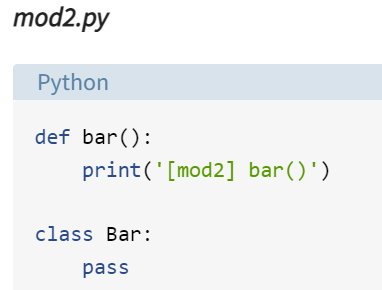 mod2.py
Python
def bar():
    print('[mod2] bar()')
class Bar:
    pass